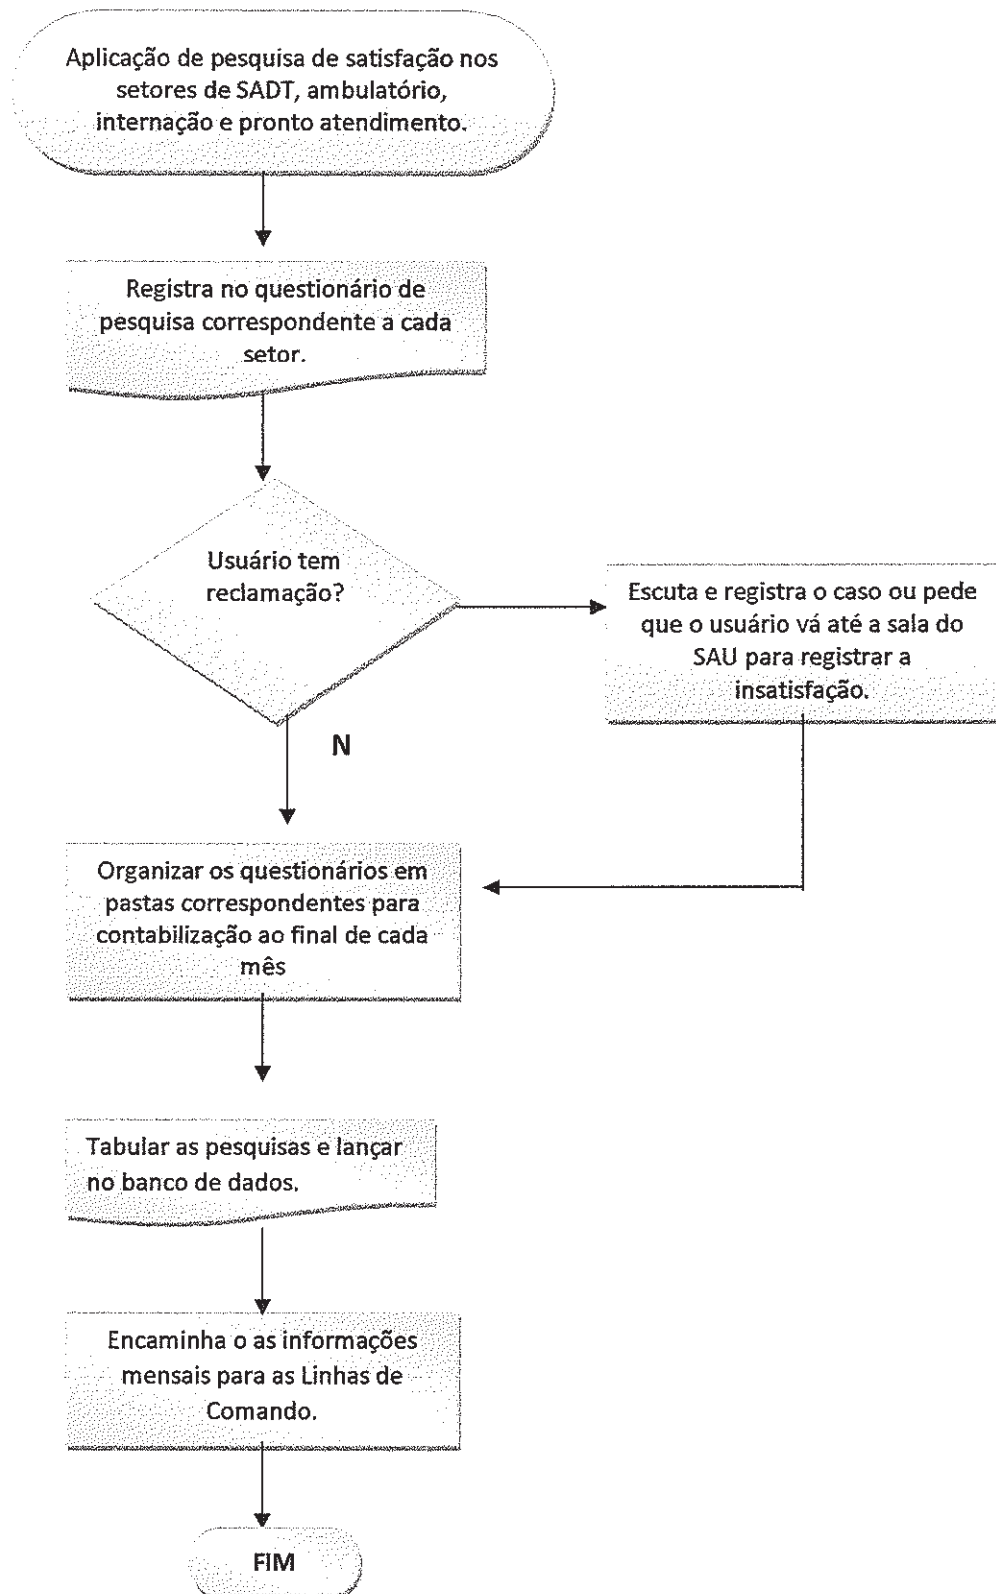 Aplicação de pesquisa de satisfação nos
setores de SADT, ambulatório,
internação e pronto atendimento.
Registra no questionário de
pesquisa correspondente a cada
setor.
Usuário tem
reclamação?
Escuta e registra o caso ou pede
que o usuário vá até a sala do
SAU para registrar a
insatisfação.
N
Organizar os questionários em
pastas correspondentes para
contabilização ao final de cada
mês
Tabular as pesquisas e lançar
no banco de dados.
Encaminha o as informações
mensais para as Linhas de
Comando.
FIM